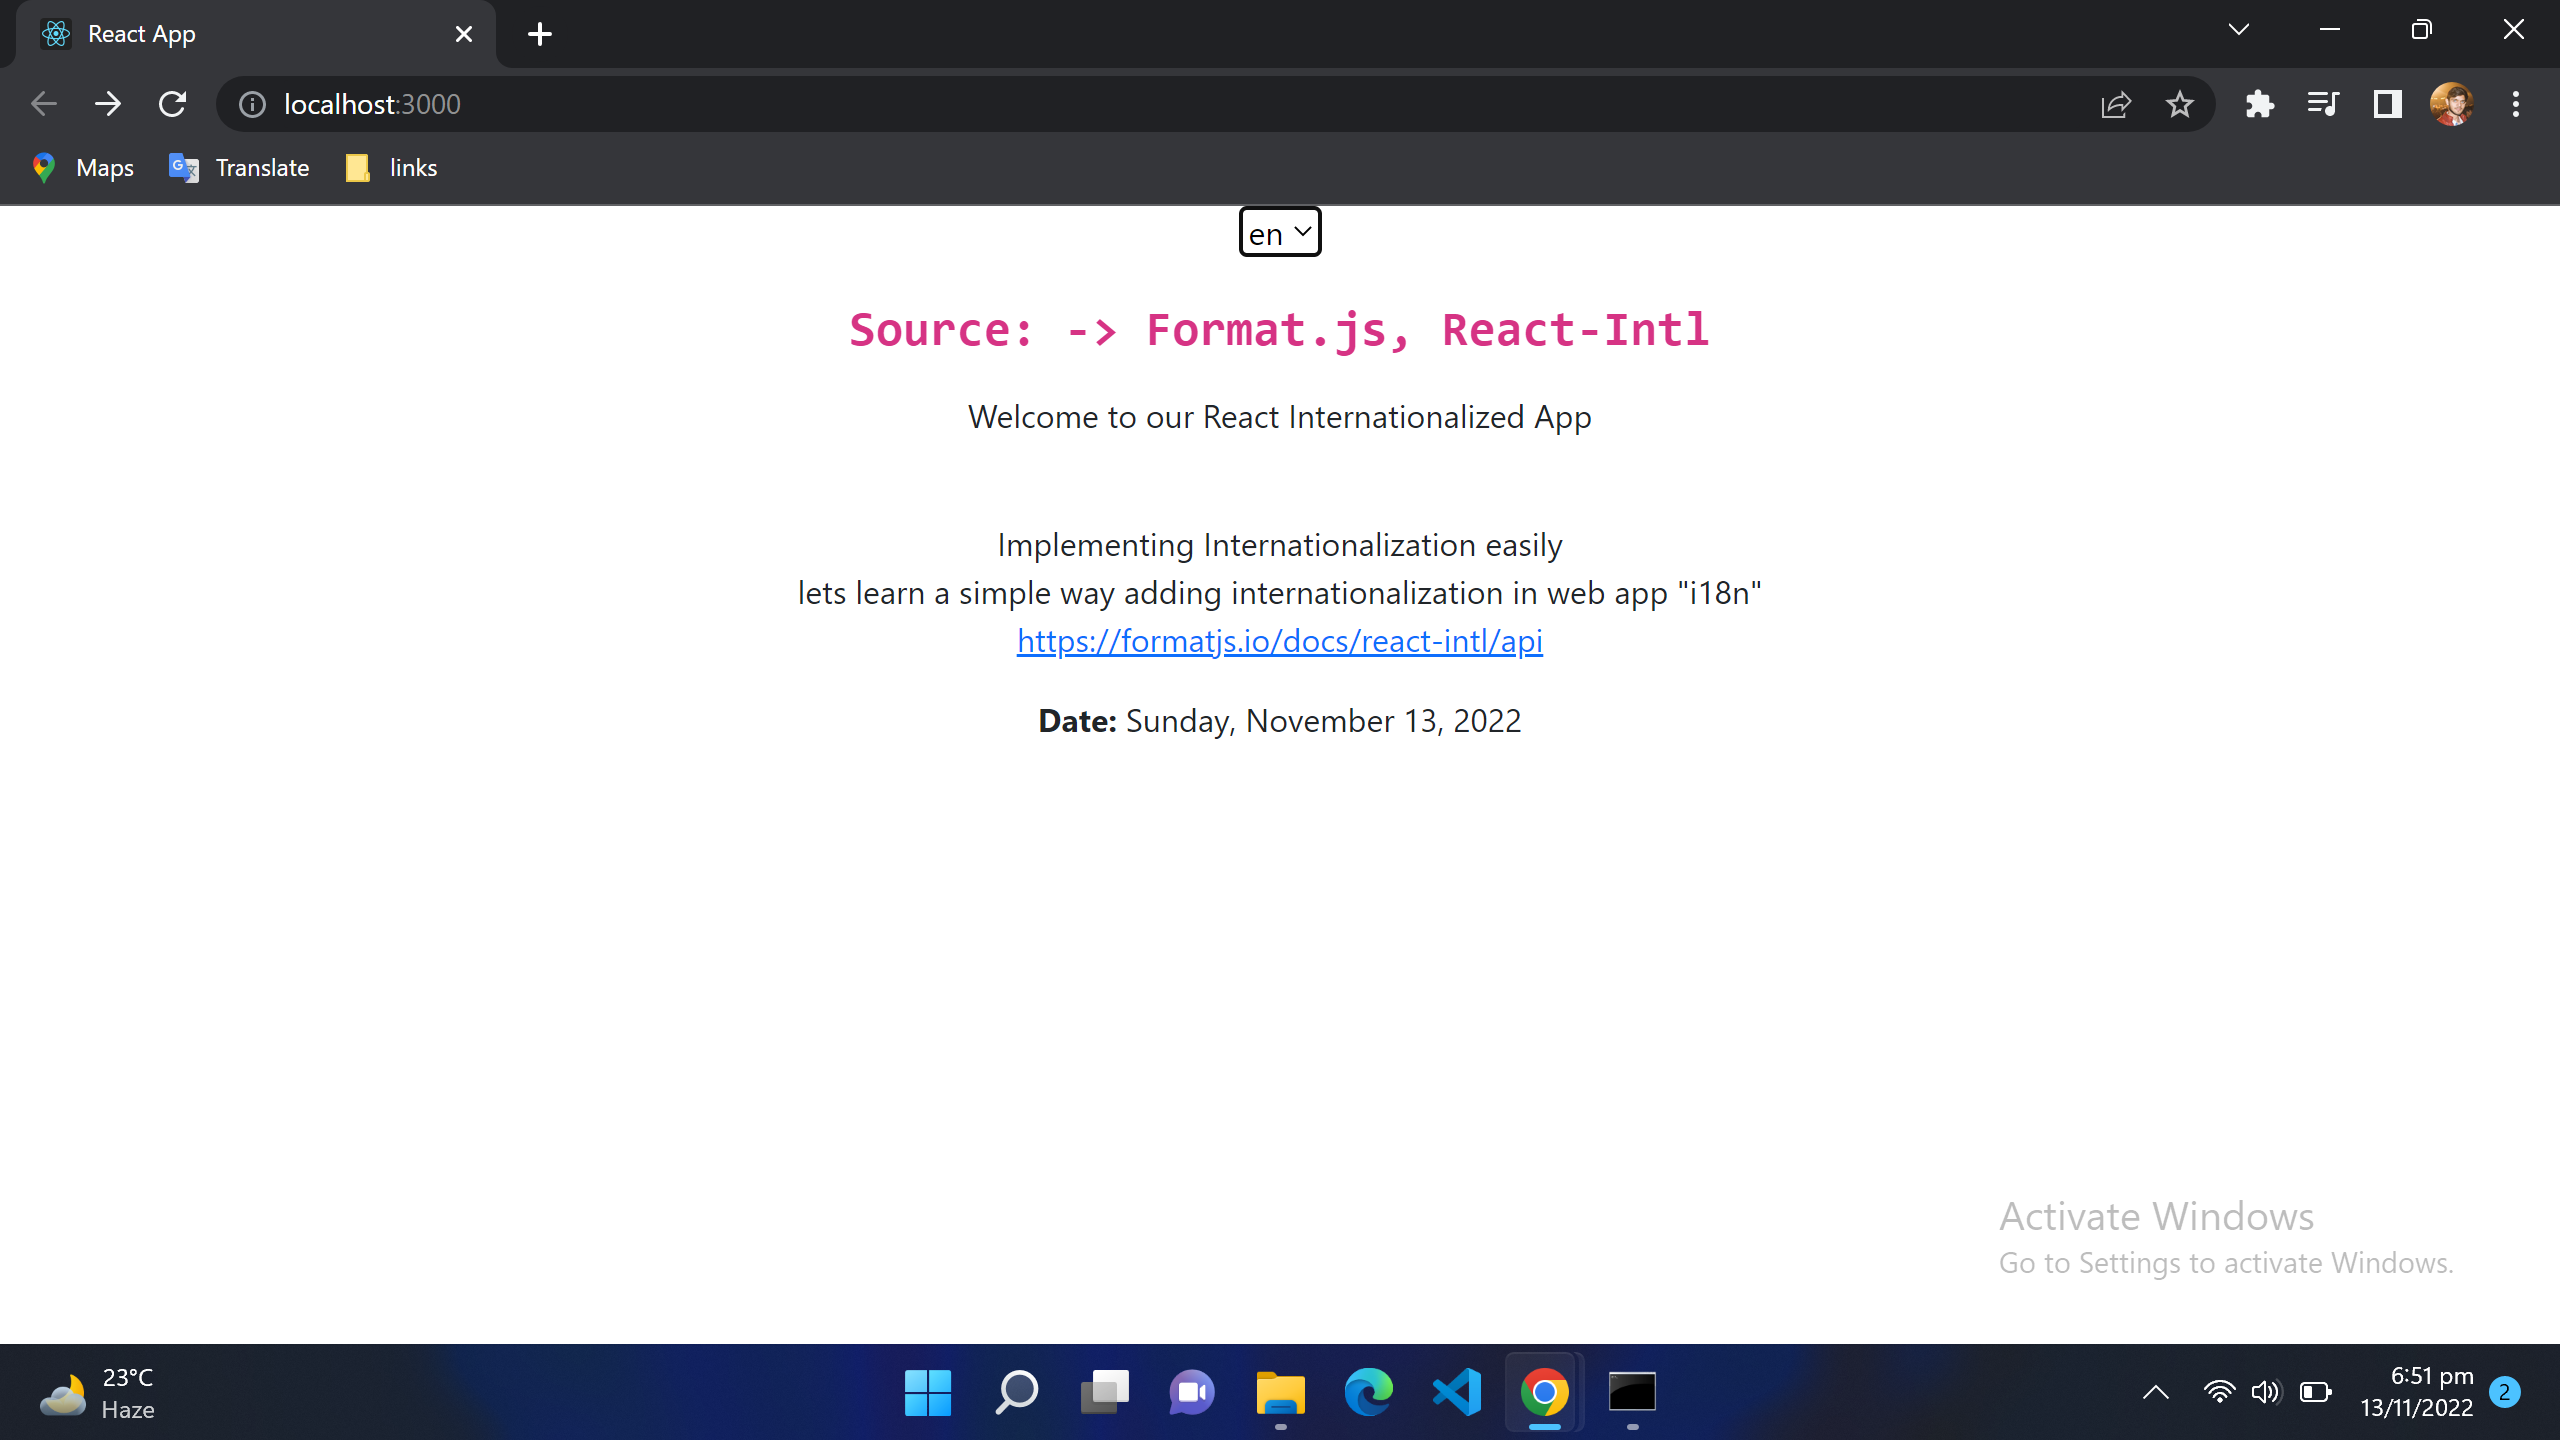 React App
localhost:3000
Maps
Translate
links
en
Source: -> Format.js, React-Intl
Welcome to our React Internationalized App
Implementing Internationalization easily
lets learn a simple way adding internationalization in web app "i18n"
https://formatjs.io/docs/react-intl/api
Date: Sunday, November 13, 2022
Activate Windows
Go to Settings to activate Windows.
23°C
Haze
6:51 pm
13/11/2022
2